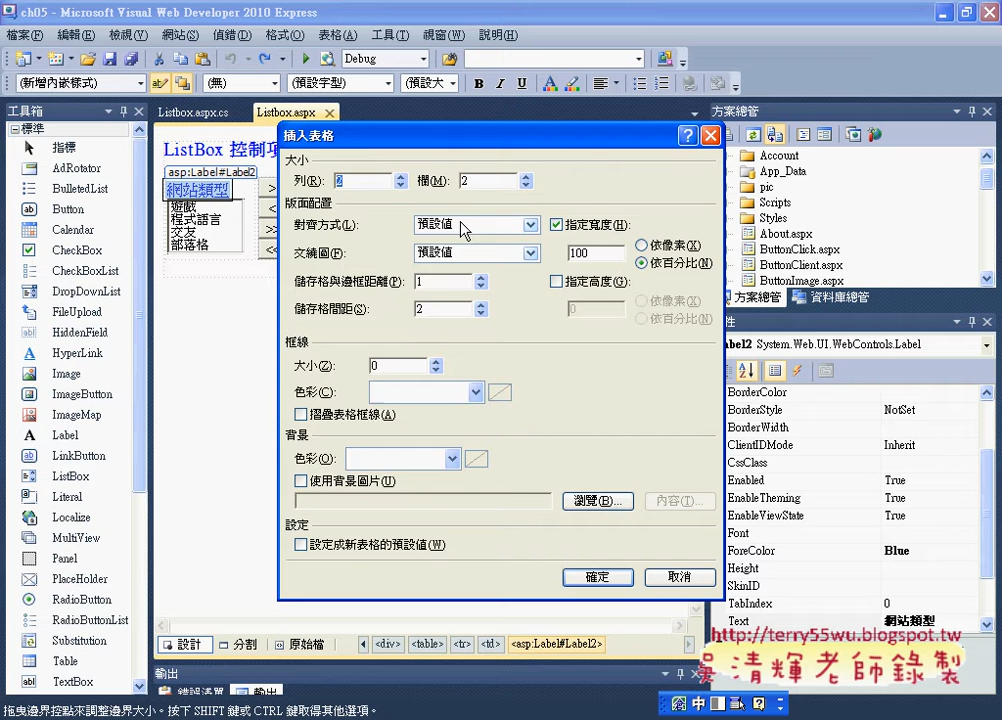 ch05 - Microsoft Visual Web Developer 2010 Express
檔案(F) 編輯(E) 檢視(V) 網站(S) 偵錯(D) 格式(O) 表格(A) 工具(T) 視窗(W) 說明(H)
Debug
(新增內嵌樣式) (無) (預設字型) (預設大 B I U A
工具箱
標準
指標
AdRotator
BulletedList
Button
Calendar
CheckBox
CheckBoxList
DropDownList
FileUpload
HiddenField
HyperLink
Image
ImageButton
ImageMap
Label
LinkButton
ListBox
Literal
Localize
MultiView
Panel
PlaceHolder
RadioButton
RadioButtonList
Substitution
Table
TextBox
Listbox.aspx.cs Listbox.aspx
ListBox 控制項
asp:Label#Label2
網站類型
遊戲
程式語言
交友
部落格
插入表格
大小
列(R): 2 欄(M): 2
版面配置
對齊方式(L): 預設值 指定寬度(H):
交繞圖(F): 預設值 100 依像素(X)
依百分比(N)
儲存格與邊框距離(P): 1 指定高度(G):
儲存格間距(S): 2 0 依像素(X)
依百分比(N)
框線
大小(Z): 0
色彩(C):
摺疊表格框線(A)
背景
色彩(O):
使用背景圖片(U)
瀏覽(B)... 內容(T)...
設定
設定成新表格的預設值(W)
確定 取消
方案總管
Account
App_Data
pic
Scripts
Styles
About.aspx
ButtonClick.aspx
ButtonClient.aspx
ButtonImage.aspx
方案總管 資料庫總管
性
abel2 System.Web.UI.WebControls.Label
BorderColor
BorderStyle NotSet
BorderWidth
ClientIDMode Inherit
CssClass
Enabled True
EnableTheming True
EnableViewState True
Font
ForeColor Blue
Height
SkinID
TabIndex 0
Text 網站類型
設計 分割 原始檔 <div> <table> <tr> <td> <asp:Label#Label2>
輸出
錯誤清單 輸出
http://terry55wu.blogspot.tw
吳清輝老師錄製
中
拖曳邊界控點來調整邊界大小。按下 SHIFT 鍵或 CTRL 鍵取得其他選項。